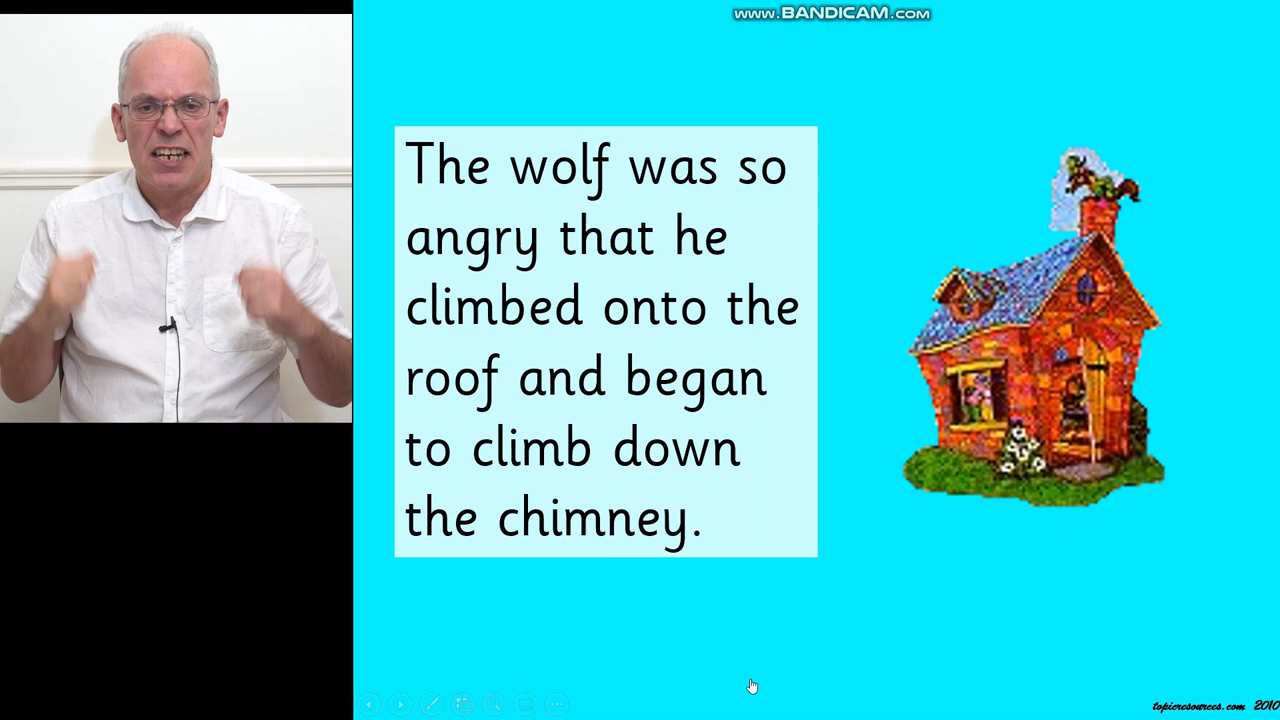 www.BANDICAM.com
The wolf was so
angry that he
climbed onto the
roof and began
to climb down
the chimney.
topicresources.com 2010